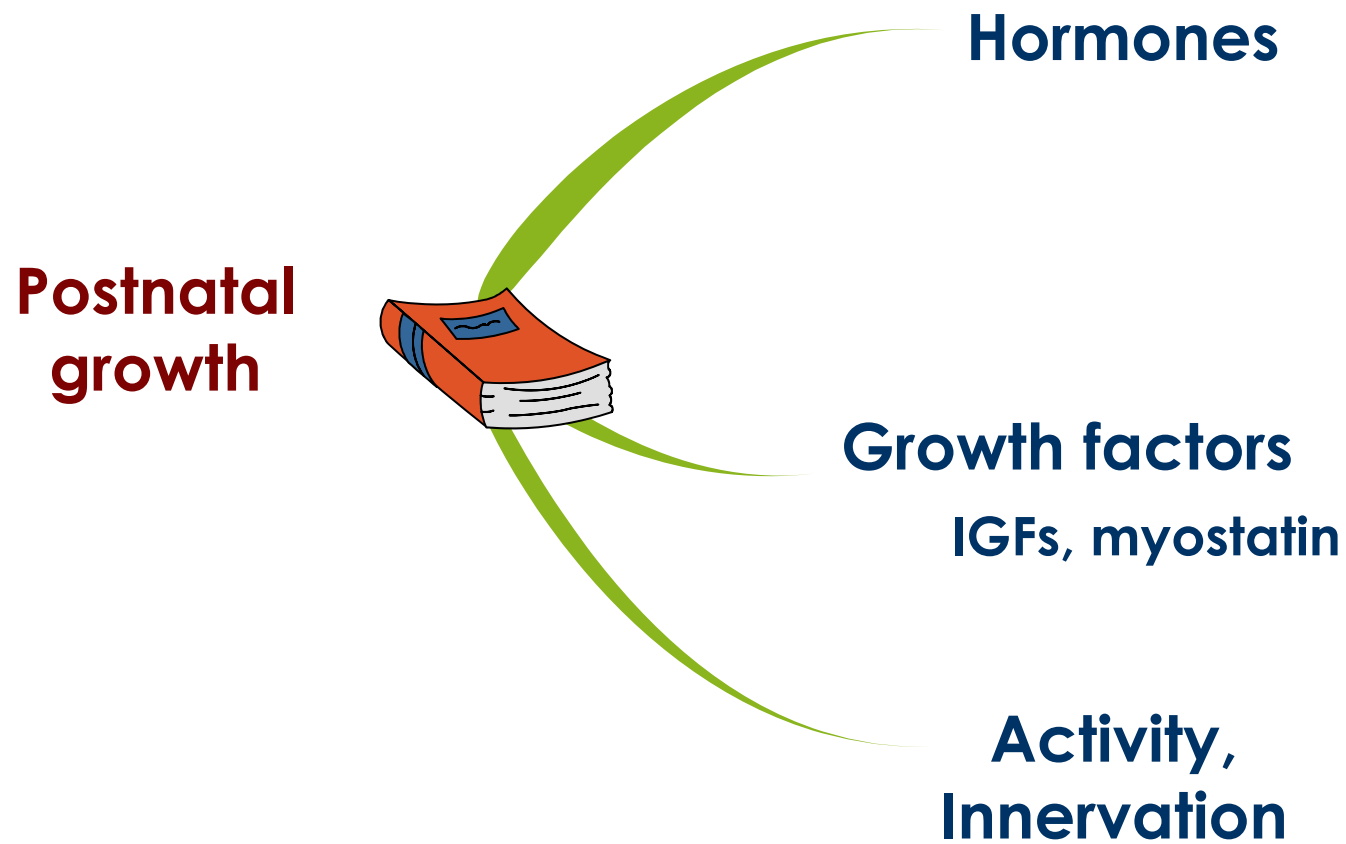 Hormones
Postnatal
growth
Growth factors
IGFs, myostatin
Activity,
Innervation